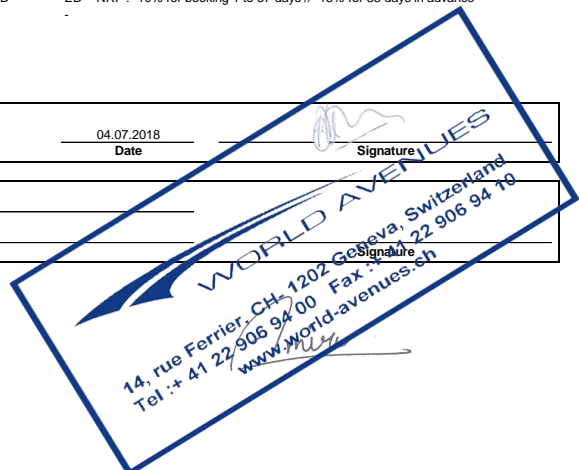 -
04.07.2018
Date
Signature
Signature
WORLD AVENUES
14, rue Ferrier, CH- 1202 Geneva, Switzerland
Tel :+ 41 22 906 94 00 Fax :+ 41 22 906 94 10
www.world-avenues.ch